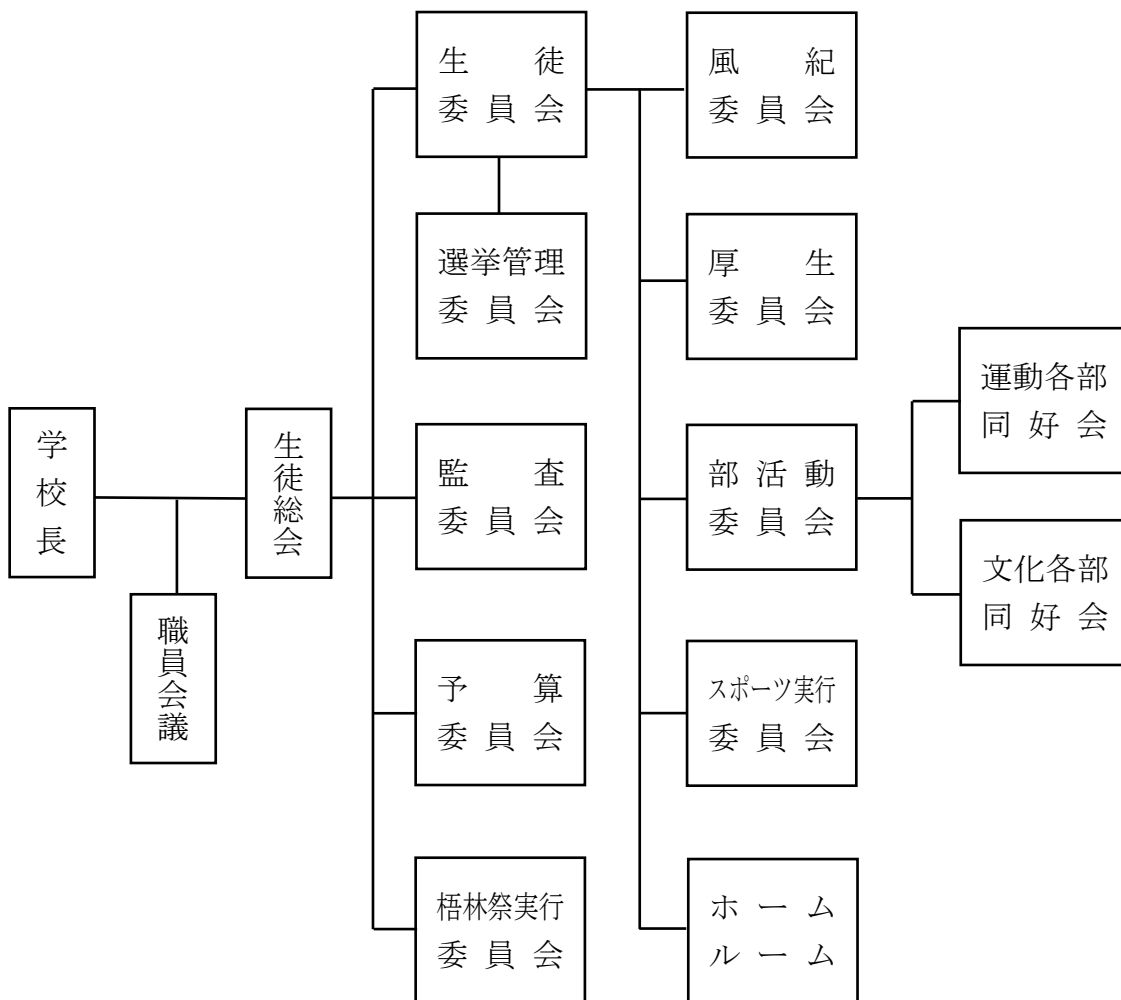 学校長
職員会議
生徒総会
生徒
委員会
選挙管理
委員会
監査
委員会
予算
委員会
梧林祭実行
委員会
風紀
委員会
厚生
委員会
部活動
委員会
スポーツ実行
委員会
ホーム
ルーム
運動各部
同好会
文化各部
同好会